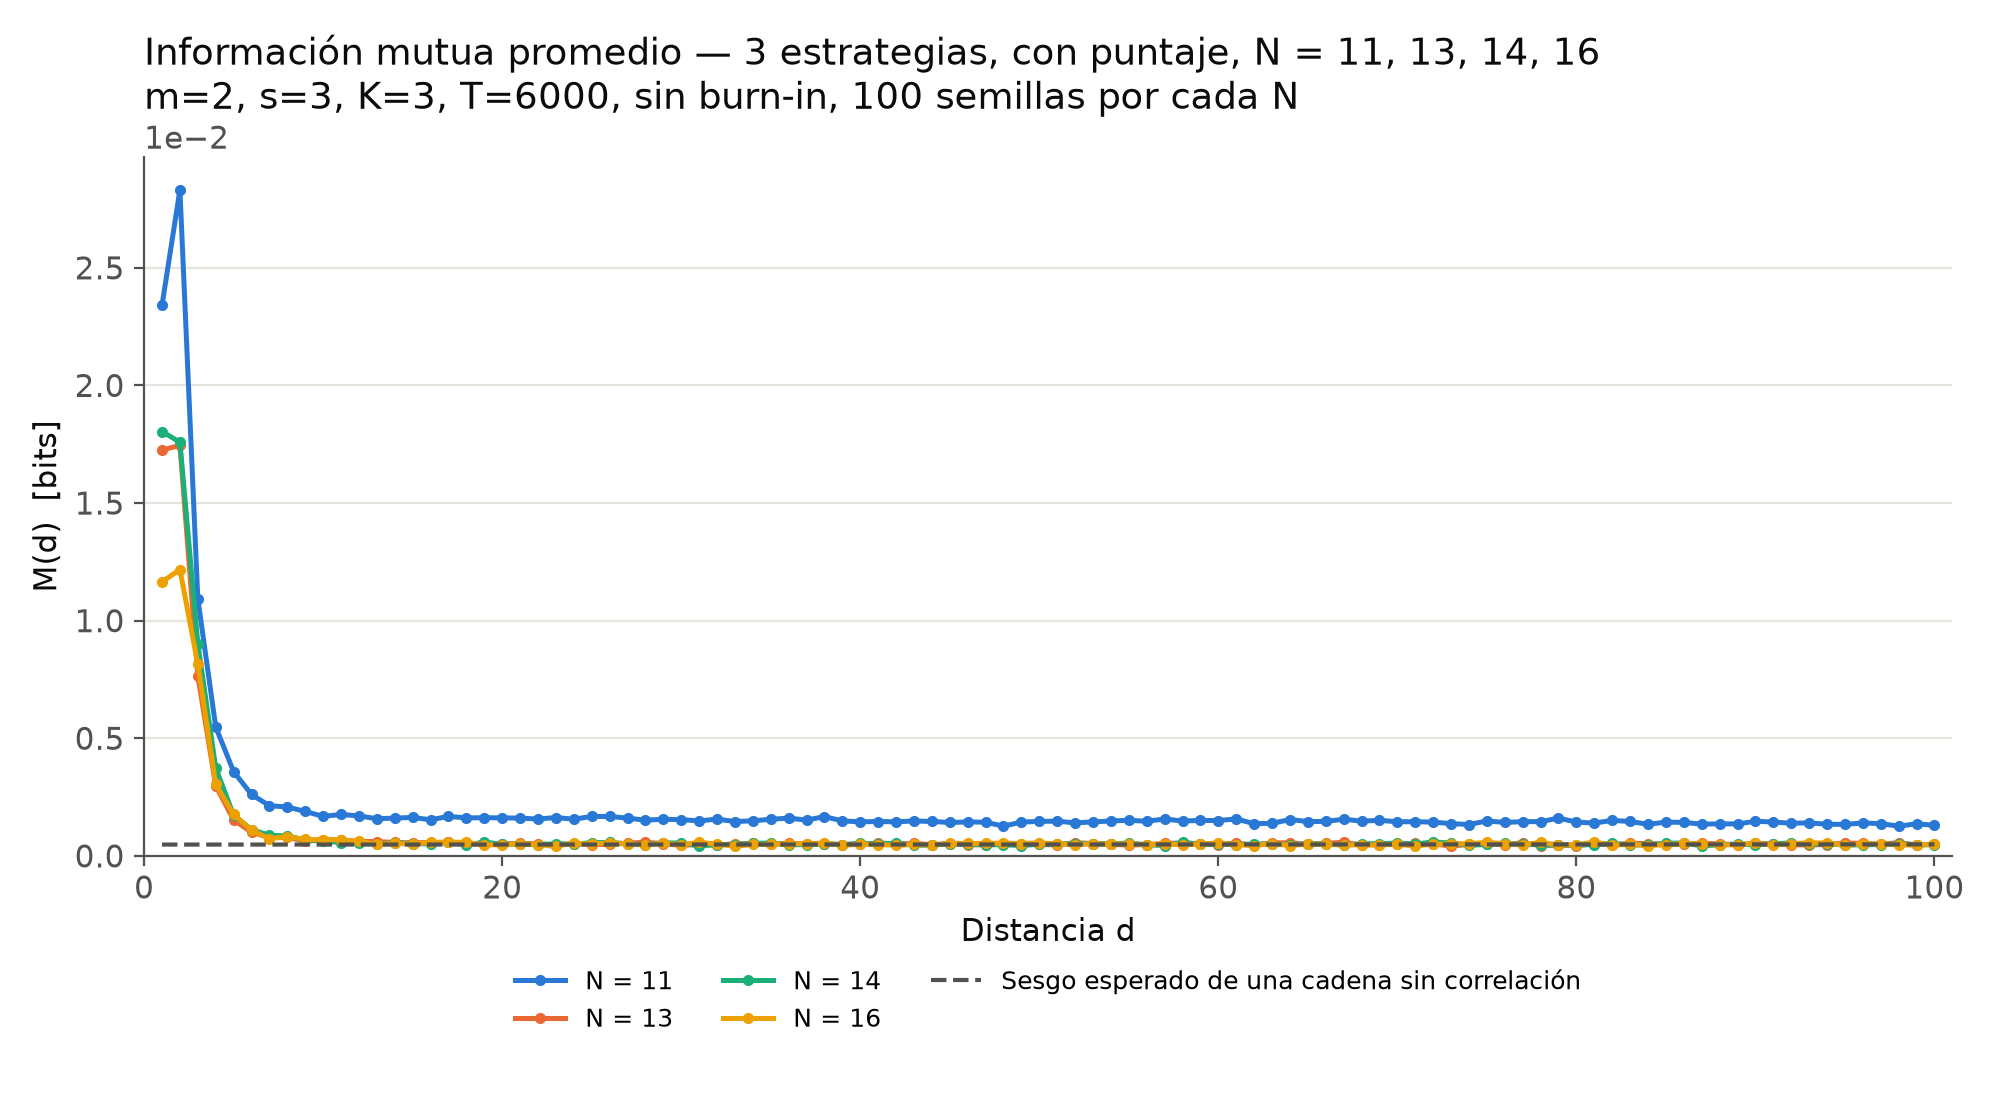 Información mutua promedio — 3 estrategias, con puntaje, N = 11, 13, 14, 16
m=2, s=3, K=3, T=6000, sin burn-in, 100 semillas por cada N
1e−2
2.5
2.0
1.5
1.0
0.5
0.0
M(d)  [bits]
0 20 40 60 80 100
Distancia d
N = 11 N = 14 Sesgo esperado de una cadena sin correlación
N = 13 N = 16